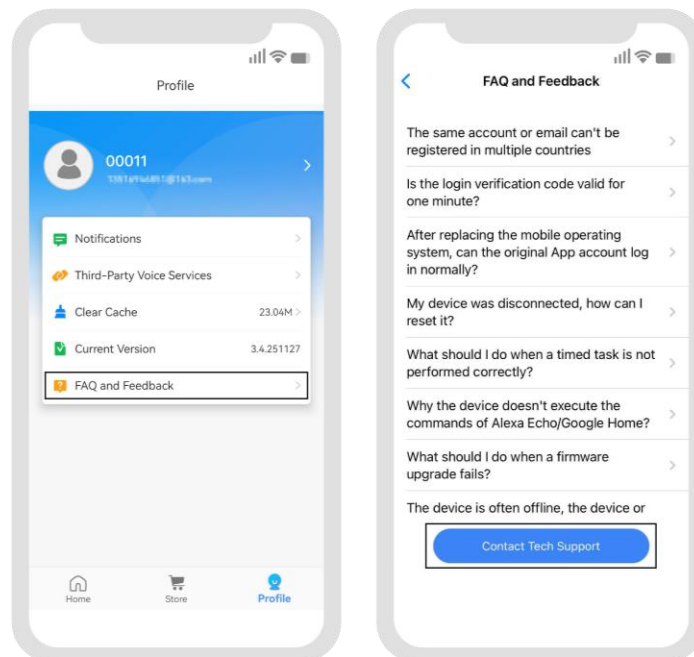 Profile
00011
Notifications
Third-Party Voice Services
Clear Cache
23.04M
Current Version
3.4.251127
FAQ and Feedback
Home
Store
Profile
FAQ and Feedback
The same account or email can't be
registered in multiple countries
Is the login verification code valid for
one minute?
After replacing the mobile operating
system, can the original App account log
in normally?
My device was disconnected, how can I
reset it?
What should I do when a timed task is not
performed correctly?
Why the device doesn't execute the
commands of Alexa Echo/Google Home?
What should I do when a firmware
upgrade fails?
The device is often offline, the device or
Contact Tech Support